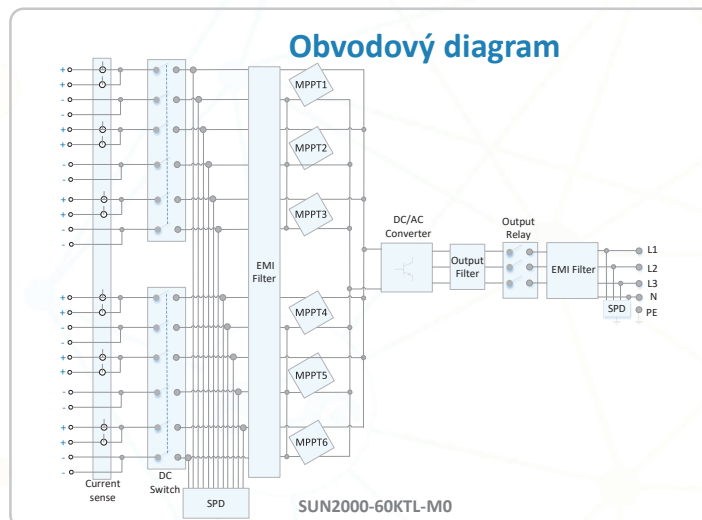 Obvodový diagram
+
+
-
-
+
+
-
-
+
+
-
-
+
+
-
-
+
+
-
-
+
+
-
-
Current
sense
DC
Switch
SPD
EMI
Filter
MPPT1
MPPT2
MPPT3
MPPT4
MPPT5
MPPT6
DC/AC
Converter
Output
Filter
Output
Relay
EMI Filter
SPD
L1
L2
L3
N
PE
SUN2000-60KTL-M0